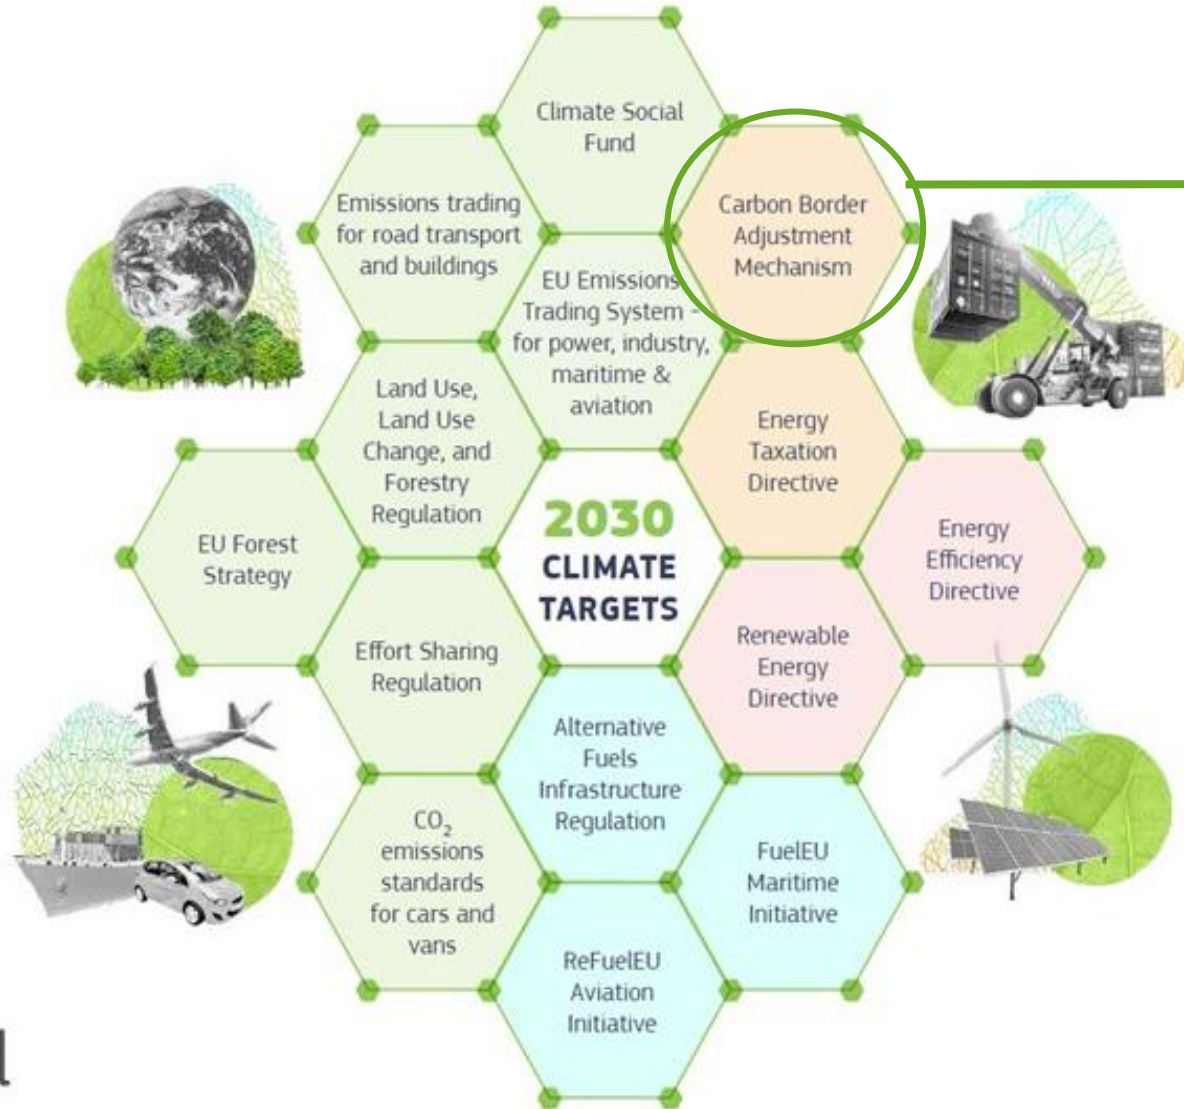 Climate Social
Fund
Emissions trading
for road transport
and buildings
Carbon Border
Adjustment
Mechanism
EU Emissions
Trading System -
for power, industry,
maritime &
aviation
Land Use,
Land Use
Change, and
Forestry
Regulation
Energy
Taxation
Directive
2030
CLIMATE
TARGETS
EU Forest
Strategy
Energy
Efficiency
Directive
Effort Sharing
Regulation
Renewable
Energy
Directive
Alternative
Fuels
Infrastructure
Regulation
CO₂
emissions
standards
for cars and
vans
FuelEU
Maritime
Initiative
ReFuelEU
Aviation
Initiative